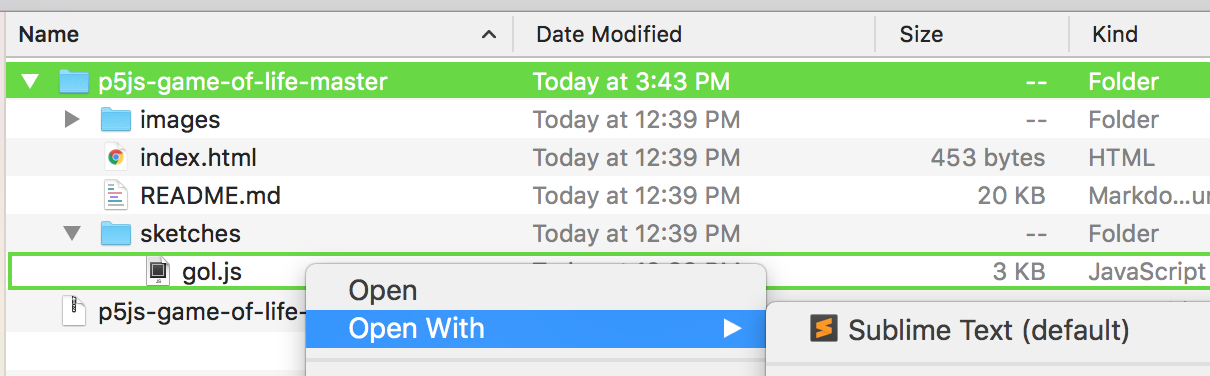 Name Date Modified Size Kind
p5js-game-of-life-master Today at 3:43 PM -- Folder
images Today at 12:39 PM -- Folder
index.html Today at 12:39 PM 453 bytes HTML
README.md Today at 12:39 PM 20 KB Markdo...ur
sketches Today at 12:39 PM -- Folder
gol.js 3 KB JavaScript
Open
p5js-game-of-life-
Open With Sublime Text (default)